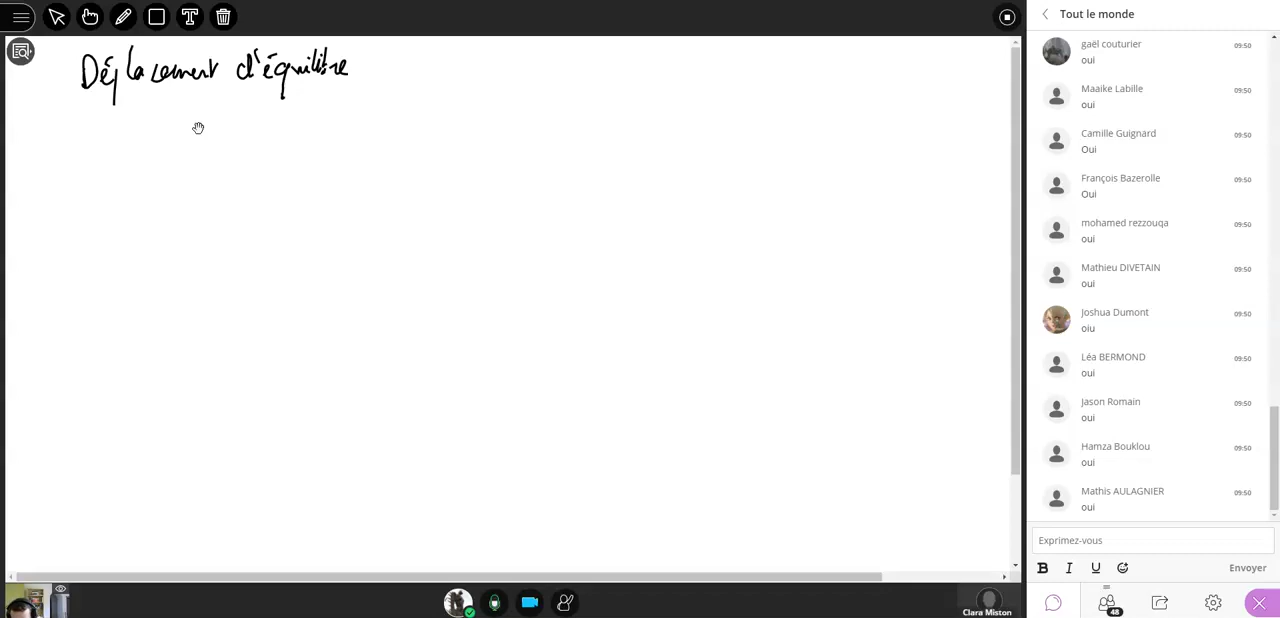 Déplacement d'équilibre
Tout le monde
gaël couturier 09:50
oui
Maaike Labille 09:50
oui
Camille Guignard 09:50
Oui
François Bazerolle 09:50
Oui
mohamed rezzouqa 09:50
oui
Mathieu DIVETAIN 09:50
oui
Joshua Dumont 09:50
oiu
Léa BERMOND 09:50
oui
Jason Romain 09:50
oui
Hamza Bouklou 09:50
oui
Mathis AULAGNIER 09:50
oui
Exprimez-vous
B I U Envoyer
48
Clara Miston